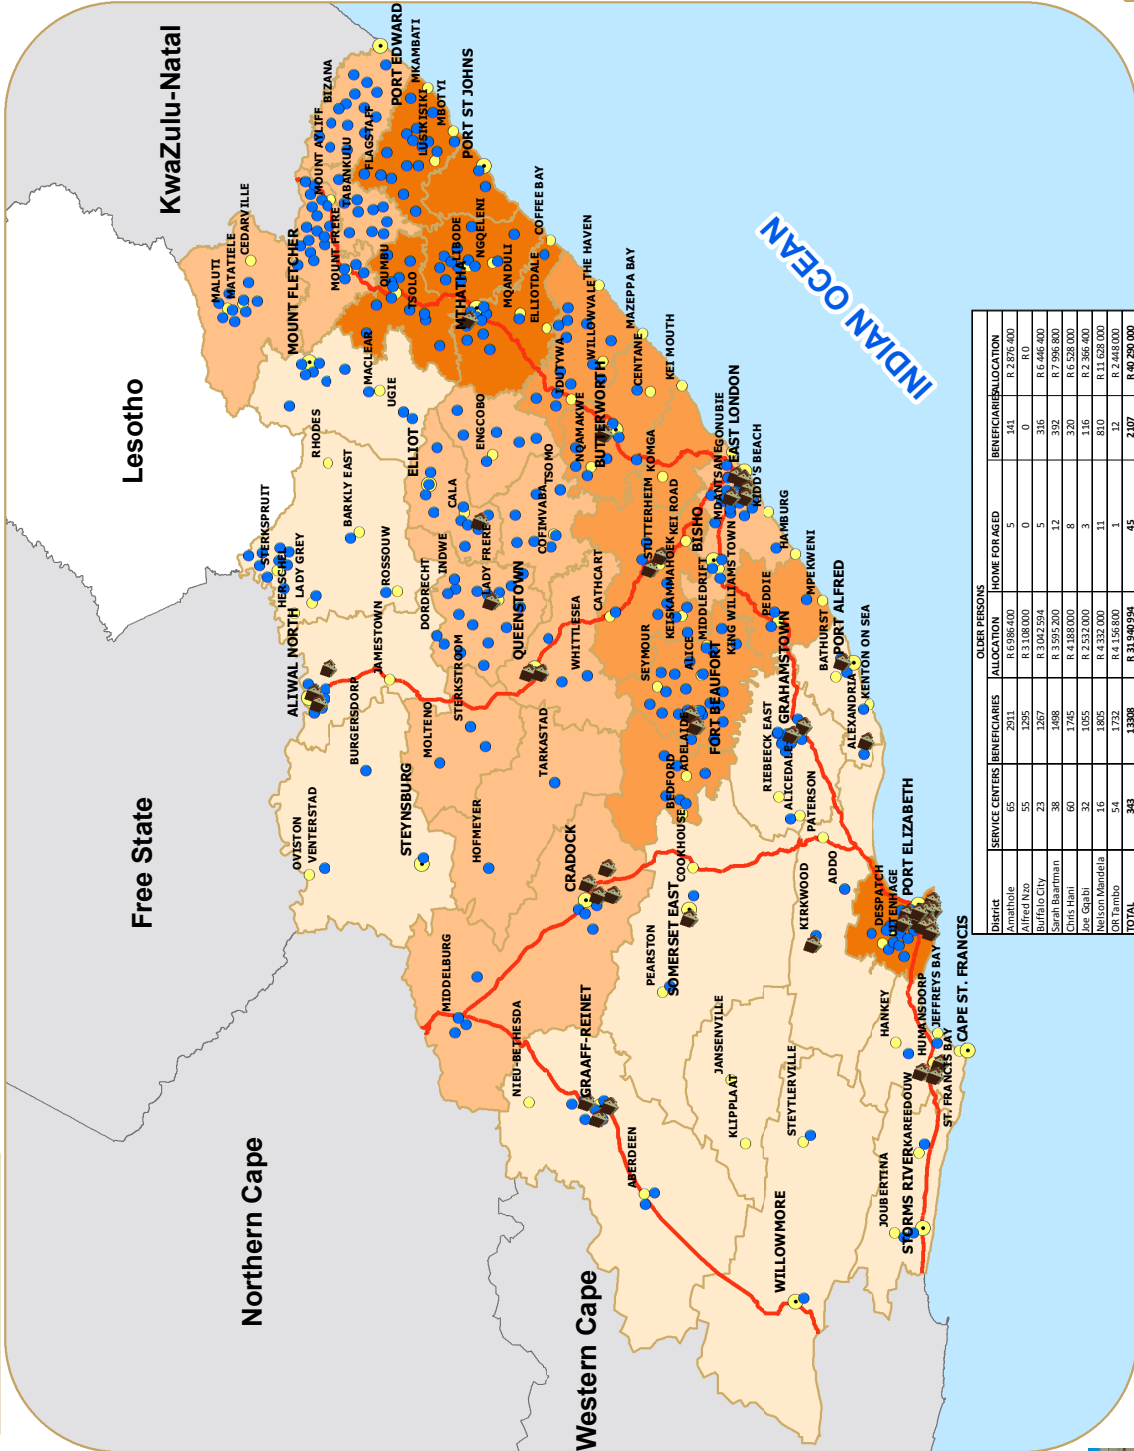 KwaZulu-Natal
Lesotho
Free State
Northern Cape
Western Cape
INDIAN OCEAN
PORT EDWARD
MKAMBATI
BIZANA
MBOTYI
LUSIKISIKI
PORT ST JOHNS
FLAGSTAFF
MOUNT AYLIFF
TABANKULU
MOUNT FRERE
CEDARVILLE
MATATIELE
MALUTI
MOUNT FLETCHER
QUMBU
TSOLO
LIBODE
NGQELENI
MTHATHA
MQANDULI
COFFEE BAY
ELLIOTDALE
THE HAVEN
WILLOWVALE
MAZEPPA BAY
IDUTYWA
CENTANE
KEI MOUTH
BUTTERWORTH
NQAMAKWE
MACLEAR
UGIE
ELLIOT
RHODES
ENGCOBO
TSOMO
KOMGA
GONUBIE
EAST LONDON
MDANTSANE
KIDD'S BEACH
BARKLY EAST
CALA
COFIMVABA
STUTTERHEIM
KEI ROAD
BISHO
HAMBURG
STERKSPRUIT
HERSCHEL
LADY GREY
ROSSOUW
INDWE
LADY FRERE
DORDRECHT
QUEENSTOWN
CATHCART
KEISKAMMAHOEK
KING WILLIAMS TOWN
MIDDLEDRIFT
MPEKWENI
PEDDIE
ALIWAL NORTH
JAMESTOWN
STERKSTROOM
WHITTLESEA
SEYMOUR
ALICE
FORT BEAUFORT
GRAHAMSTOWN
BATHURST
PORT ALFRED
KENTON ON SEA
ALEXANDRIA
BURGERSDORP
MOLTENO
TARKASTAD
ADELAIDE
BEDFORD
RIEBEECK EAST
ALICEDALE
PATERSON
OVISTON
VENTERSTAD
STEYNSBURG
HOFMEYER
CRADOCK
COOKHOUSE
SOMERSET EAST
ADDO
KIRKWOOD
PORT ELIZABETH
DESPATCH
UITENHAGE
MIDDELBURG
PEARSTON
NIEU-BETHESDA
GRAAFF-REINET
JANSENVILLE
KLIPPLAAT
STEYTLERVILLE
HANKEY
HUMANSDORP
JEFFREYS BAY
CAPE ST. FRANCIS
ST. FRANCIS BAY
KAREEDOUW
ABERDEEN
WILLOWMORE
JOUBERTINA
STORMS RIVER
OLDER PERSONS
District SERVICE CENTERS BENEFICIARIES ALLOCATION HOME FOR AGED BENEFICIARIES ALLOCATION
Amathole 65 2911 R 6 986 400 5 141 R 2 876 400
Alfred Nzo 55 1295 R 3 108 000 0 0 R 0
Buffalo City 23 1267 R 3 042 594 5 316 R 6 446 400
Sarah Baartman 38 1498 R 3 595 200 12 392 R 7 996 800
Chris Hani 60 1745 R 4 188 000 8 320 R 6 528 000
Joe Gqabi 32 1055 R 2 532 000 3 116 R 2 366 400
Nelson Mandela 16 1805 R 4 332 000 11 810 R 11 628 000
OR Tambo 54 1732 R 4 156 800 1 12 R 2 448 000
TOTAL 343 13308 R 31 940 994 45 2107 R 40 290 000